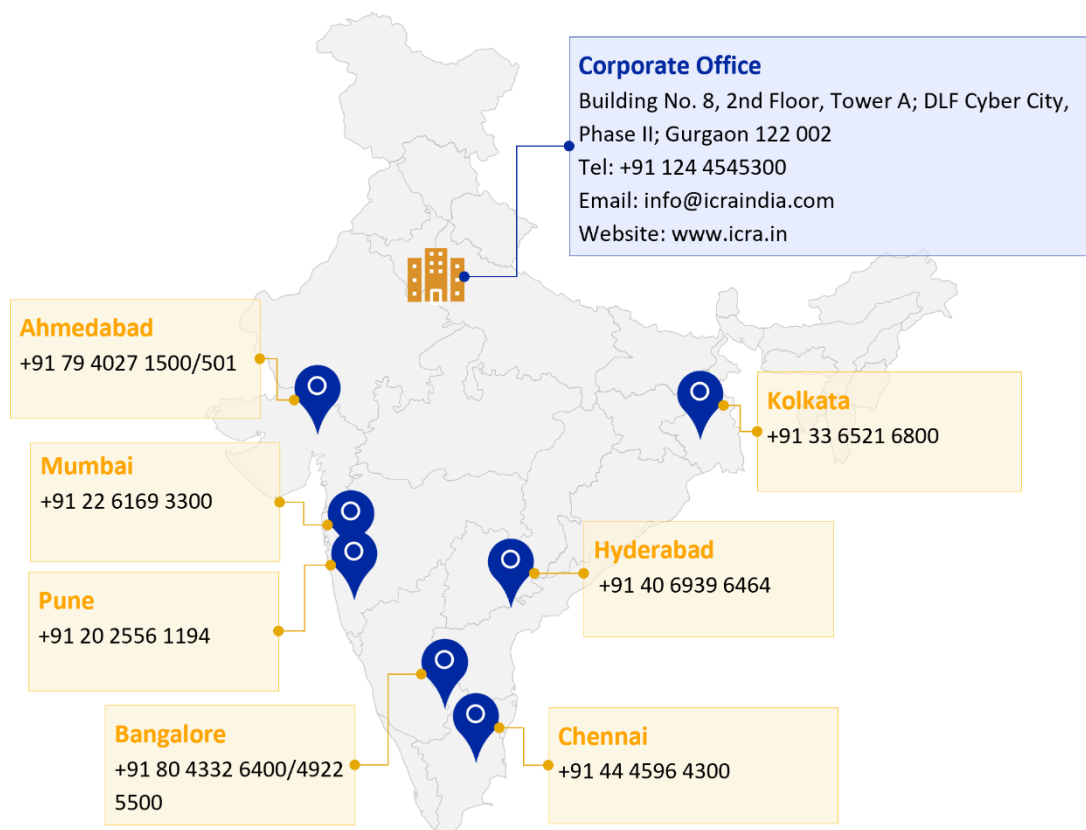 Corporate Office
Building No. 8, 2nd Floor, Tower A; DLF Cyber City,
Phase II; Gurgaon 122 002
Tel: +91 124 4545300
Email: info@icraindia.com
Website: www.icra.in
Ahmedabad
+91 79 4027 1500/501
Kolkata
+91 33 6521 6800
Mumbai
+91 22 6169 3300
Hyderabad
+91 40 6939 6464
Pune
+91 20 2556 1194
Bangalore
+91 80 4332 6400/4922
5500
Chennai
+91 44 4596 4300